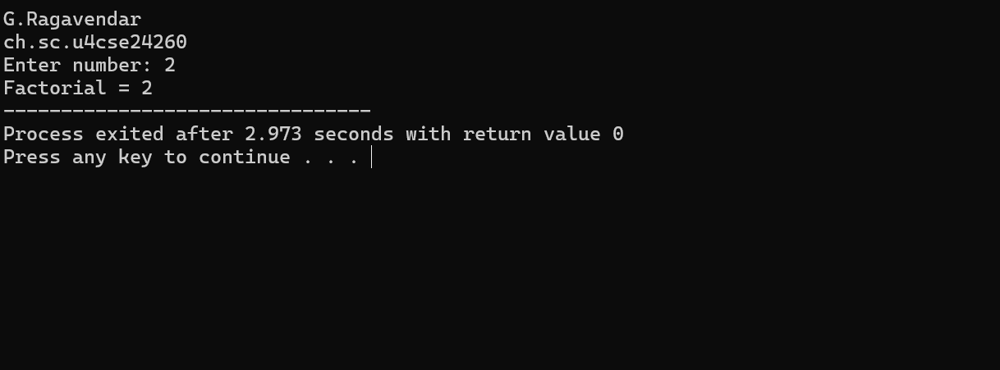 G.Ragavendar
ch.sc.u4cse24260
Enter number: 2
Factorial = 2
--------------------------------
Process exited after 2.973 seconds with return value 0
Press any key to continue . . .